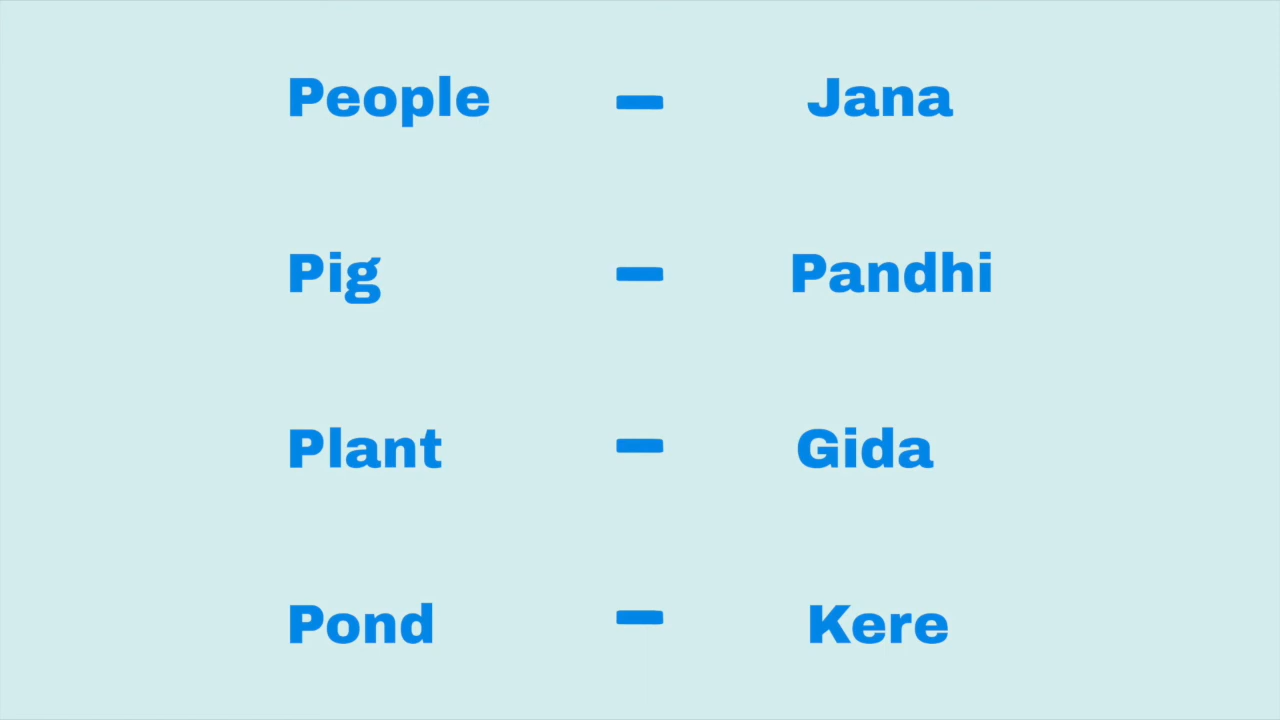 People - Jana
Pig - Pandhi
Plant - Gida
Pond - Kere